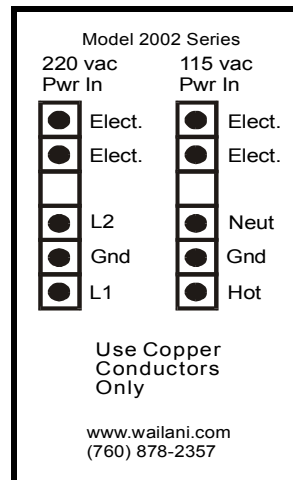 Model 2002 Series
220 vac 115 vac
Pwr In Pwr In
Elect. Elect.
Elect. Elect.
L2 Neut
Gnd Gnd
L1 Hot
Use Copper
Conductors
Only
www.wailani.com
(760) 878-2357